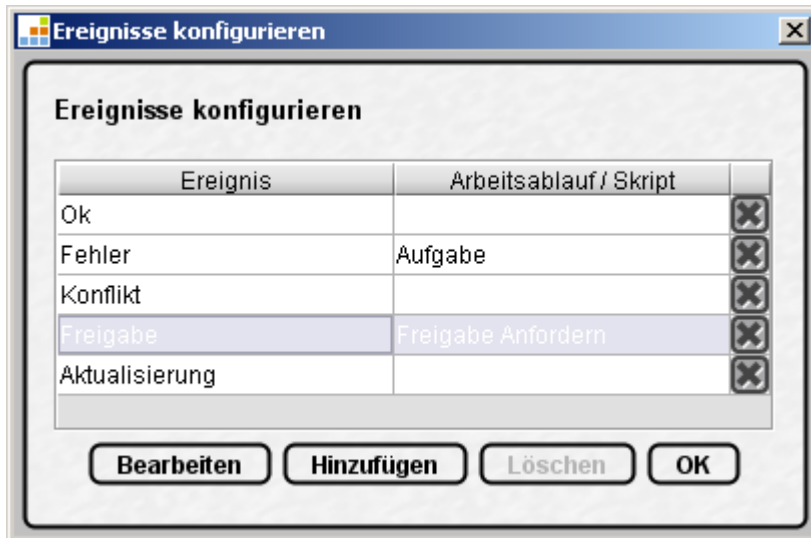 Ereignisse konfigurieren
Ereignisse konfigurieren
Ereignis Arbeitsablauf / Skript
Ok
Fehler Aufgabe
Konflikt
Freigabe Freigabe Anfordern
Aktualisierung
Bearbeiten Hinzufügen Löschen OK